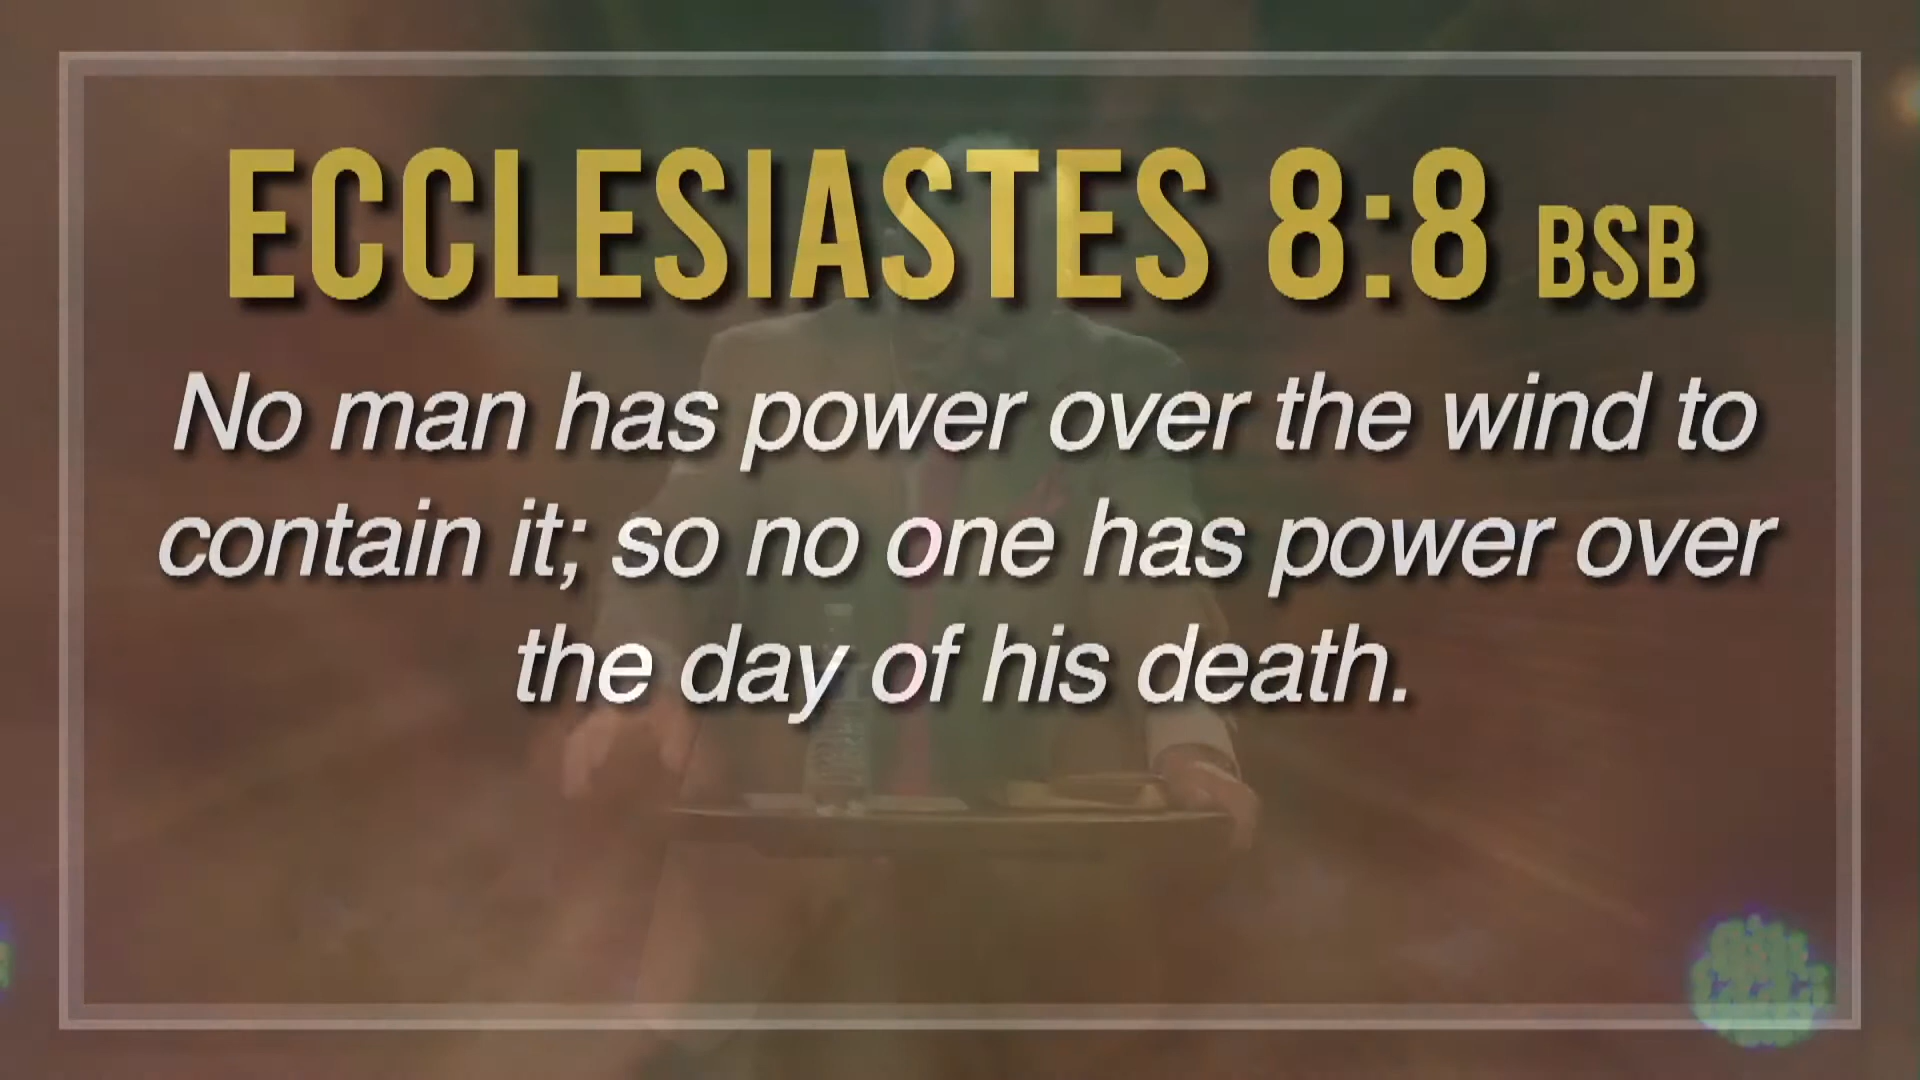 ECCLESIASTES 8:8 BSB
No man has power over the wind to
contain it; so no one has power over
the day of his death.